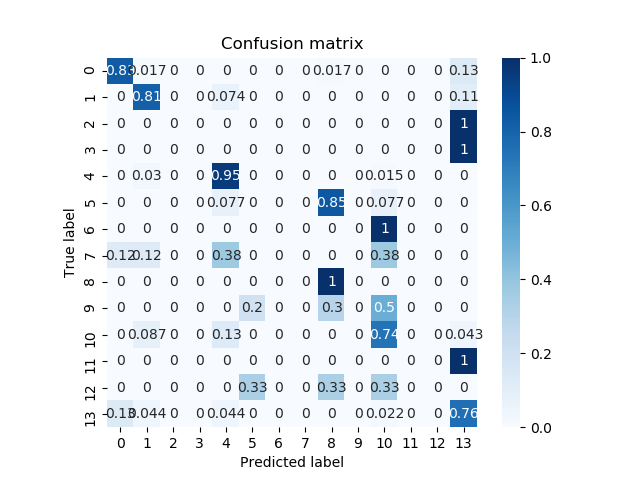 Confusion matrix
0 0.83 0.017 0 0 0 0 0 0 0.017 0 0 0 0 0.13
1 0 0.81 0 0 0.074 0 0 0 0 0 0 0 0 0.11
2 0 0 0 0 0 0 0 0 0 0 0 0 0 1
3 0 0 0 0 0 0 0 0 0 0 0 0 0 1
4 0 0.03 0 0 0.95 0 0 0 0 0 0.015 0 0 0
5 0 0 0 0 0.077 0 0 0 0.85 0 0.077 0 0 0
6 0 0 0 0 0 0 0 0 0 0 1 0 0 0
7 0.12 0.12 0 0 0.38 0 0 0 0 0 0.38 0 0 0
8 0 0 0 0 0 0 0 0 1 0 0 0 0 0
9 0 0 0 0 0 0.2 0 0 0.3 0 0.5 0 0 0
10 0 0.087 0 0 0.13 0 0 0 0 0 0.74 0 0 0.043
11 0 0 0 0 0 0 0 0 0 0 0 0 0 1
12 0 0 0 0 0 0.33 0 0 0.33 0 0.33 0 0 0
13 0.13 0.044 0 0 0.044 0 0 0 0 0 0.022 0 0 0.76
0 1 2 3 4 5 6 7 8 9 10 11 12 13
Predicted label
True label
1.0
0.8
0.6
0.4
0.2
0.0